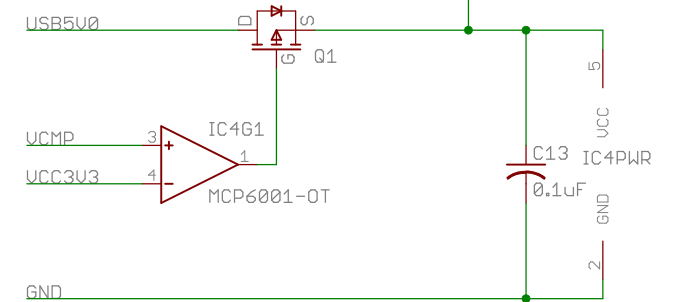 USB5V0
D
S
G
Q1
5
VCC
IC4G1
VCMP
3
+
1
C13
IC4PWR
VCC3V3
4
-
MCP6001-OT
0.1uF
GND
2
GND